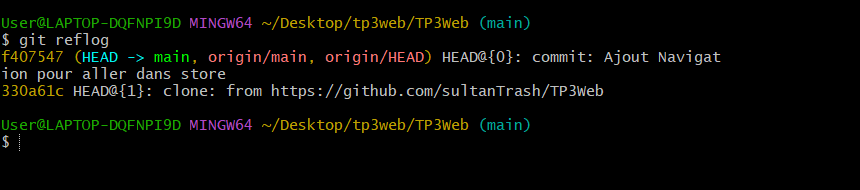 User@LAPTOP-DQFNPI9D MINGW64 ~/Desktop/tp3web/TP3Web (main)
$ git reflog
f407547 (HEAD -> main, origin/main, origin/HEAD) HEAD@{0}: commit: Ajout Navigat
ion pour aller dans store
330a61c HEAD@{1}: clone: from https://github.com/sultanTrash/TP3Web
User@LAPTOP-DQFNPI9D MINGW64 ~/Desktop/tp3web/TP3Web (main)
$